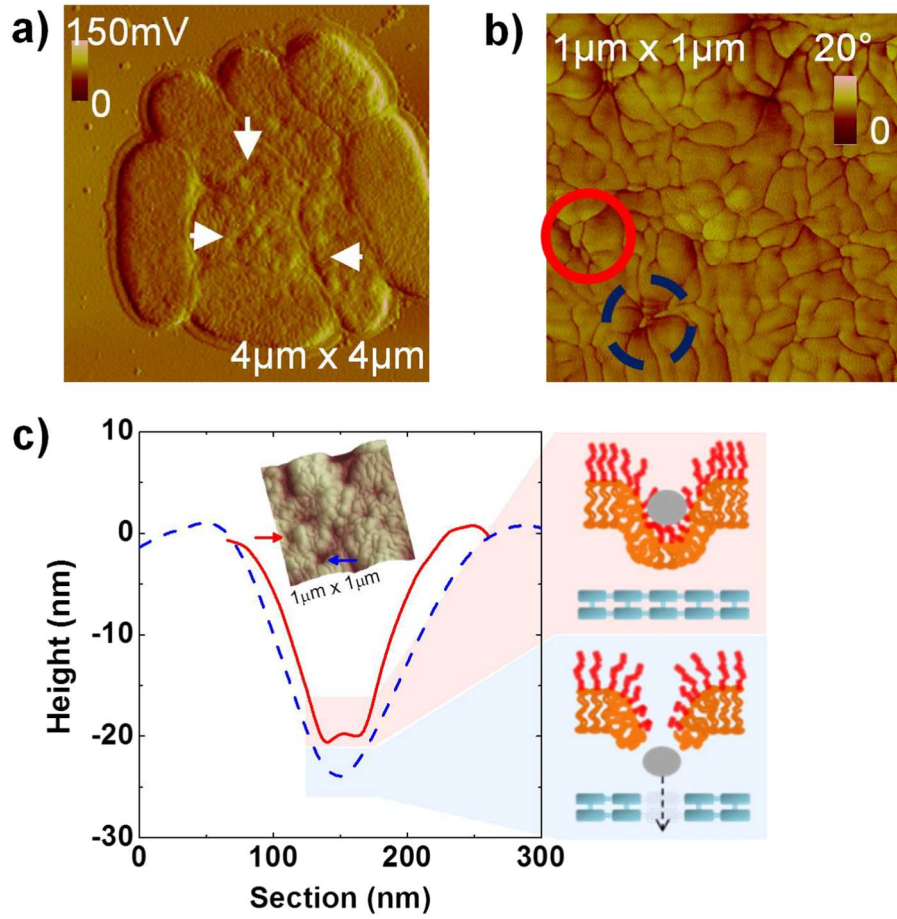 a)
150mV
0
4μm x 4μm
b)
1μm x 1μm
20°
0
c)
Height (nm)
10
0
-10
-20
-30
1μm x 1μm
0
100
200
300
Section (nm)